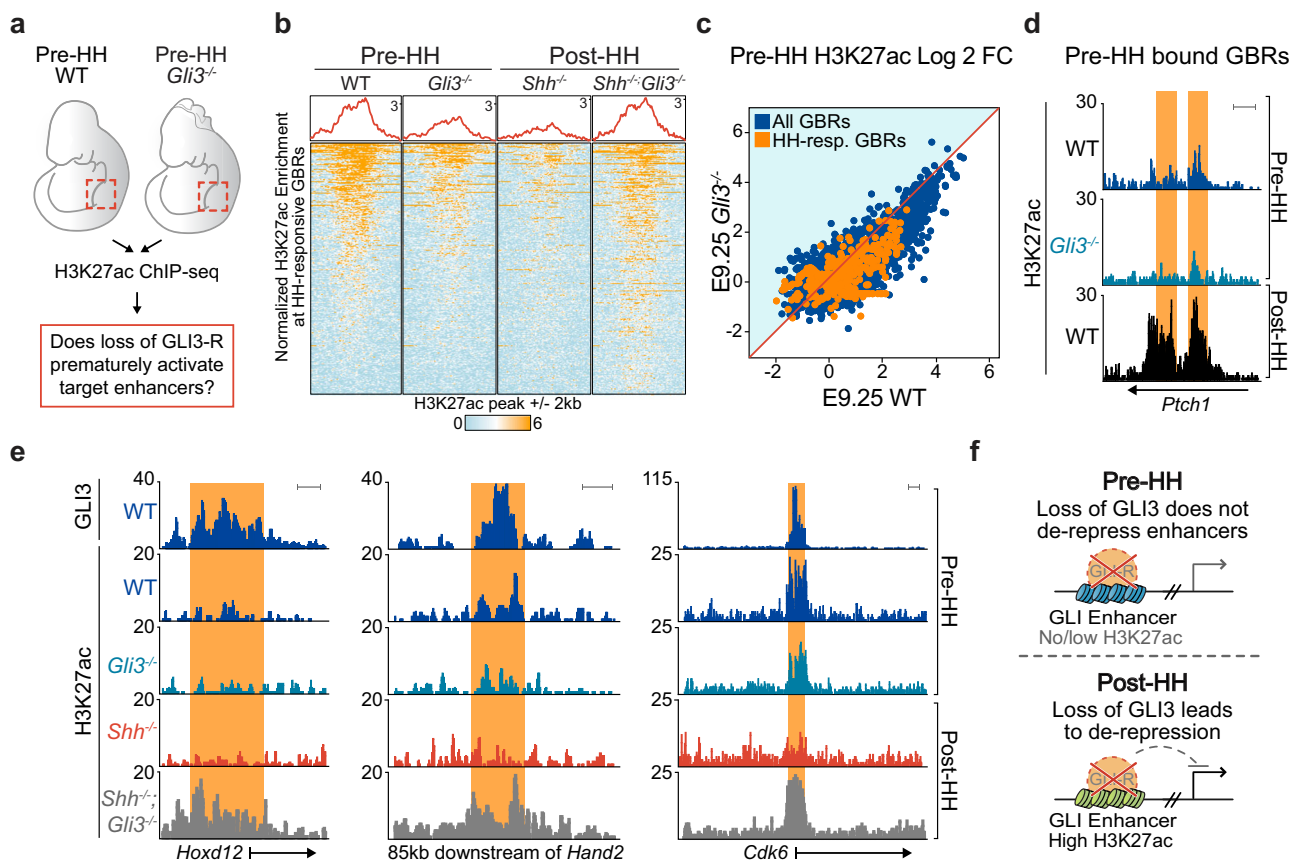 a
Pre-HH
WT
Pre-HH
Gli3-/-
H3K27ac ChIP-seq
Does loss of GLI3-R
prematurely activate
target enhancers?
b
Pre-HH
Post-HH
WT
Gli3-/-
Shh-/-
Shh-/-;Gli3-/-
3
3
3
3
Normalized H3K27ac Enrichment
at HH-responsive GBRs
H3K27ac peak +/- 2kb
0
6
c
Pre-HH H3K27ac Log 2 FC
All GBRs
HH-resp. GBRs
E9.25 Gli3-/-
6
4
2
0
-2
-2
0
2
4
6
E9.25 WT
d
Pre-HH bound GBRs
H3K27ac
30
WT
30
Gli3-/-
30
WT
Pre-HH
Post-HH
Ptch1
e
GLI3
H3K27ac
40
WT
20
WT
20
Gli3-/-
20
Shh-/-
20
Shh-/-;
Gli3-/-
Hoxd12
40
20
20
20
20
85kb downstream of Hand2
115
25
25
25
25
Cdk6
Pre-HH
Post-HH
f
Pre-HH
Loss of GLI3 does not
de-repress enhancers
GLI-R
GLI Enhancer
No/low H3K27ac
Post-HH
Loss of GLI3 leads
to de-repression
GLI-R
GLI Enhancer
High H3K27ac